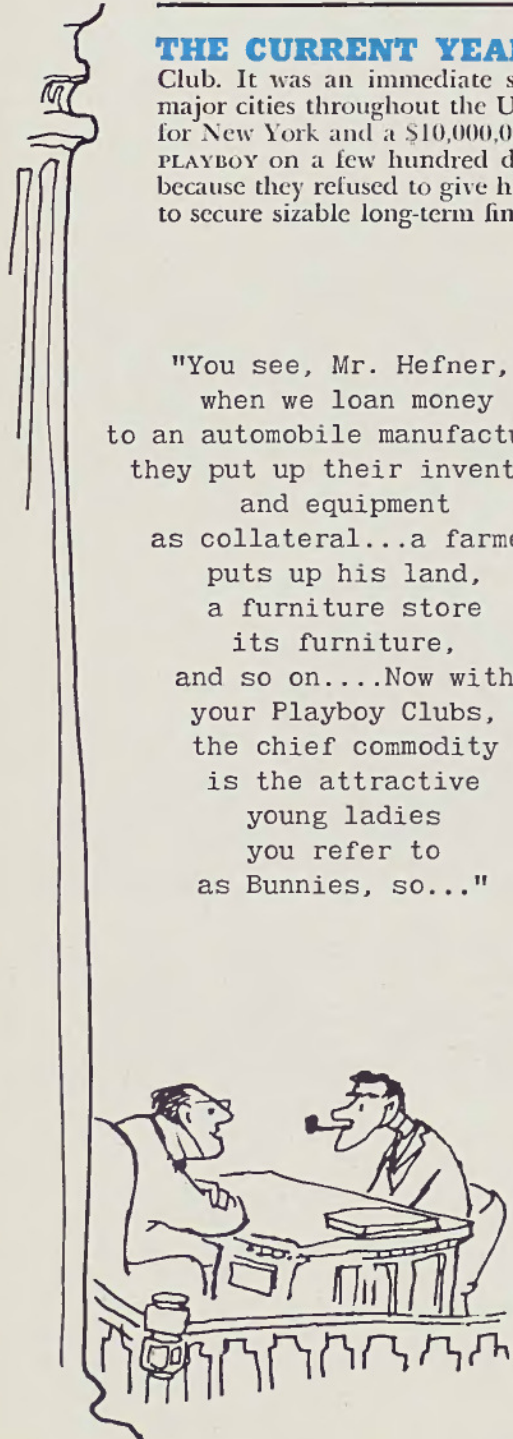 THE CURRENT YEAR
Club. It was an immediate s
major cities throughout the U
for New York and a $10,000,0
PLAYBOY on a few hundred d
because they refused to give h
to secure sizable long-term fin
"You see, Mr. Hefner,
when we loan money
to an automobile manufactu
they put up their invent
and equipment
as collateral...a farme
puts up his land,
a furniture store
its furniture,
and so on....Now with
your Playboy Clubs,
the chief commodity
is the attractive
young ladies
you refer to
as Bunnies, so..."